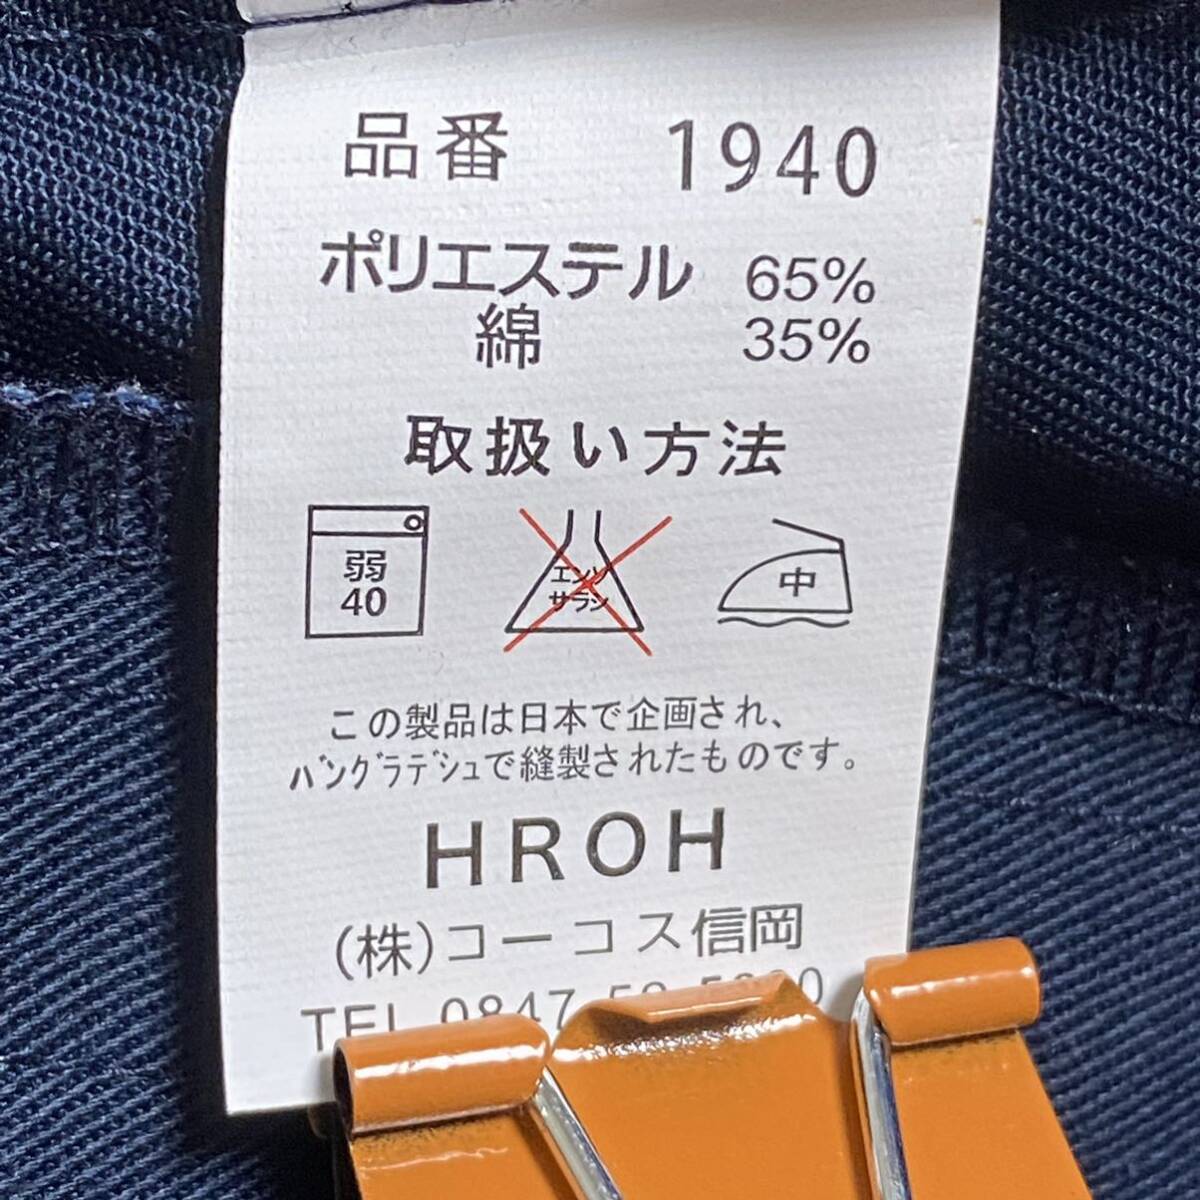 品番 1940
ポリエステル 65%
綿 35%
取扱い方法
弱
40
エンソ
サラシ
中
この製品は日本で企画され、
ﾊﾞﾝｸﾞﾗﾃﾞｼｭで縫製されたものです。
HROH
(株)コーコス信岡
TEL 0847